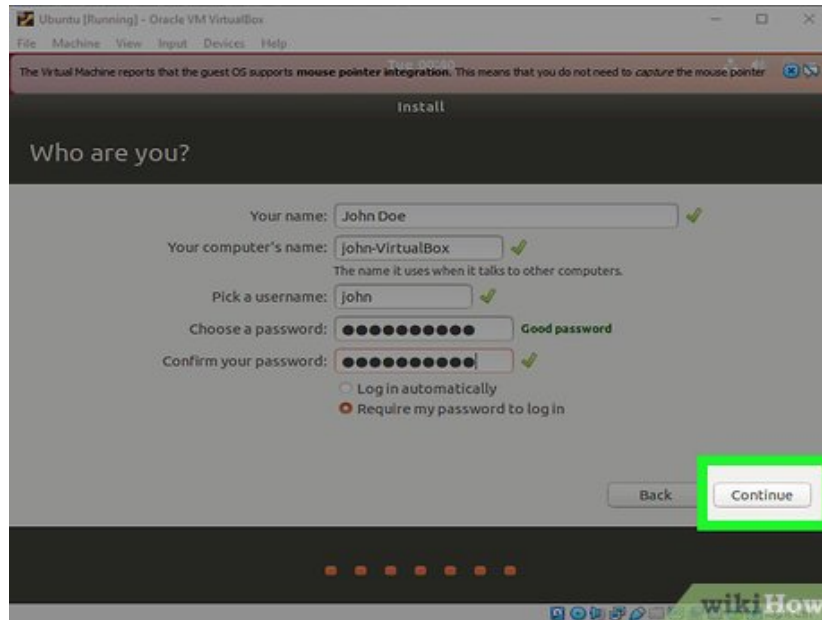 Ubuntu [Running] - Oracle VM VirtualBox
File Machine View Input Devices Help
The Virtual Machine reports that the guest OS supports mouse pointer integration. This means that you do not need to capture the mouse pointer
Install
Who are you?
Your name: John Doe
Your computer's name: john-VirtualBox
The name it uses when it talks to other computers.
Pick a username: john
Choose a password: ●●●●●●●●●● Good password
Confirm your password: ●●●●●●●●●●
Log in automatically
Require my password to log in
Back Continue
wikiHow